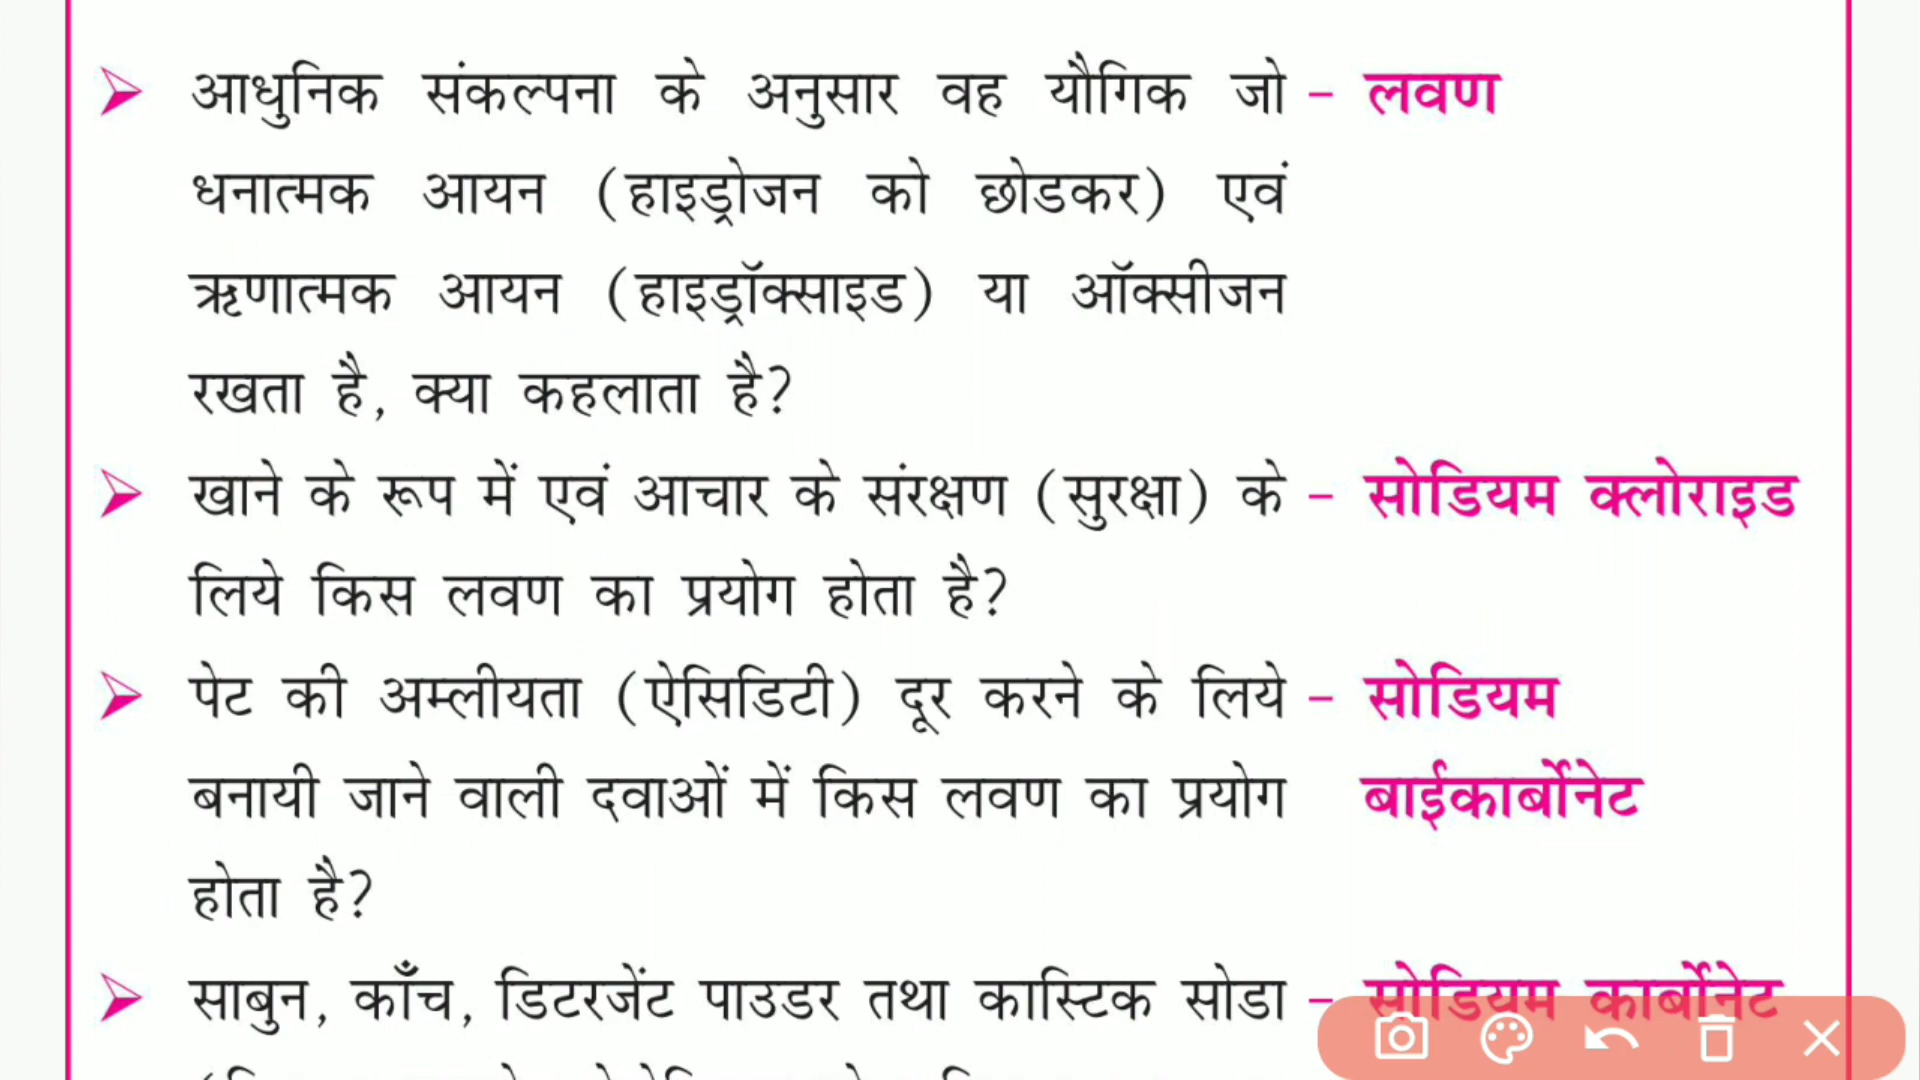 ➢ आधुनिक संकल्पना के अनुसार वह यौगिक जो – लवण
धनात्मक आयन (हाइड्रोजन को छोडकर) एवं
ऋणात्मक आयन (हाइड्रॉक्साइड) या ऑक्सीजन
रखता है, क्या कहलाता है?
➢ खाने के रूप में एवं आचार के संरक्षण (सुरक्षा) के – सोडियम क्लोराइड
लिये किस लवण का प्रयोग होता है?
➢ पेट की अम्लीयता (ऐसिडिटी) दूर करने के लिये – सोडियम
बनायी जाने वाली दवाओं में किस लवण का प्रयोग बाईकार्बोनेट
होता है?
➢ साबुन, काँच, डिटरजेंट पाउडर तथा कास्टिक सोडा – सोडियम कार्बोनेट